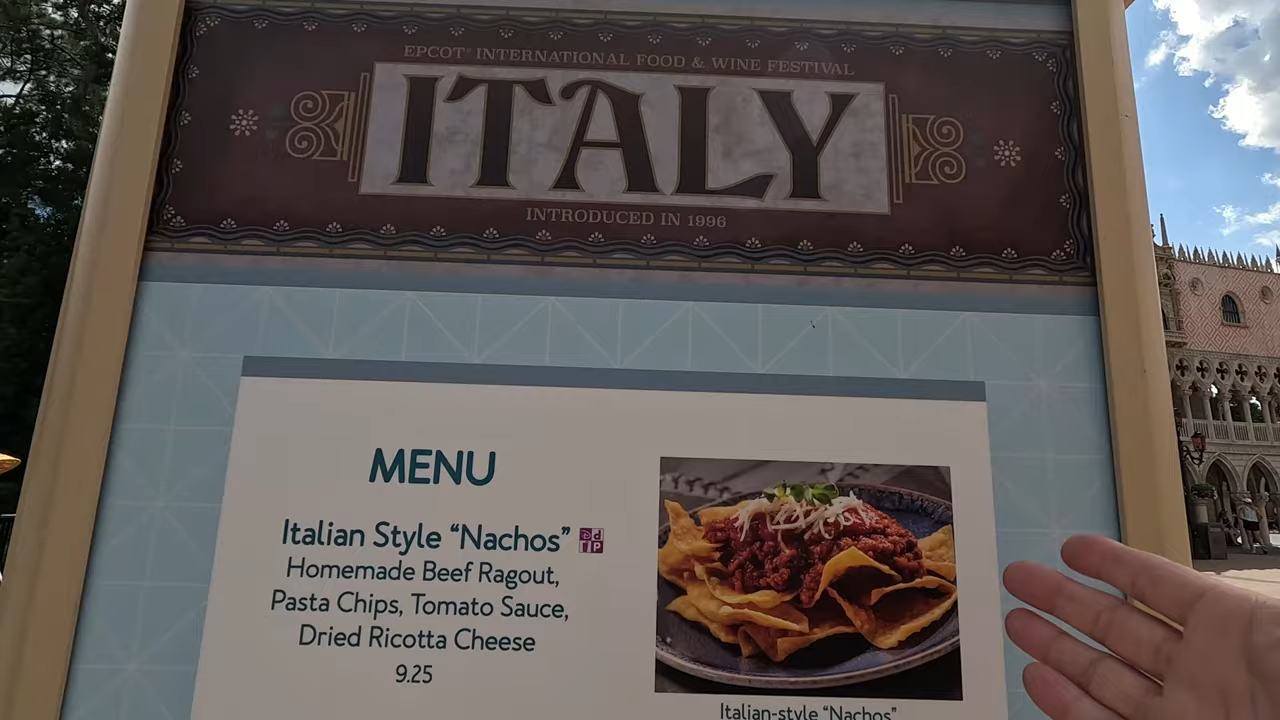 EPCOT® INTERNATIONAL FOOD & WINE FESTIVAL
ITALY
INTRODUCED IN 1996
MENU
Italian Style “Nachos”
Homemade Beef Ragout,
Pasta Chips, Tomato Sauce,
Dried Ricotta Cheese
9.25
Italian-style “Nachos”